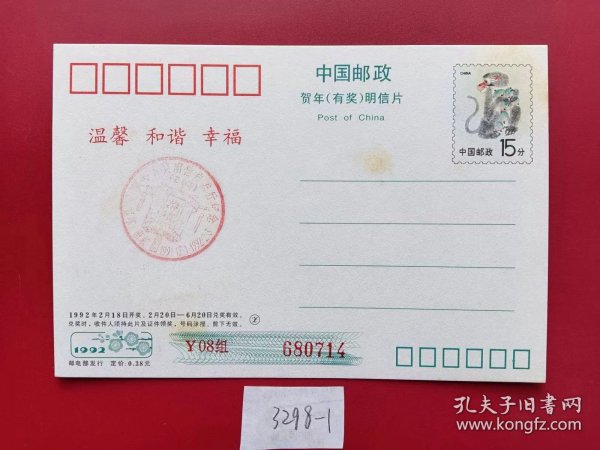 中国邮政
贺年(有奖)明信片
Post of China
CHINA
中国邮政 15分
温馨 和谐 幸福
1992年2月18日开奖，2月20日—6月20日兑奖有效。
兑奖时，收件人须持此片及证件领奖，号码涂损、剪下无效。
1992
邮电部发行 定价：0.38元
Y08组 680714
3298-1
孔夫子旧书网
www.kongfz.com